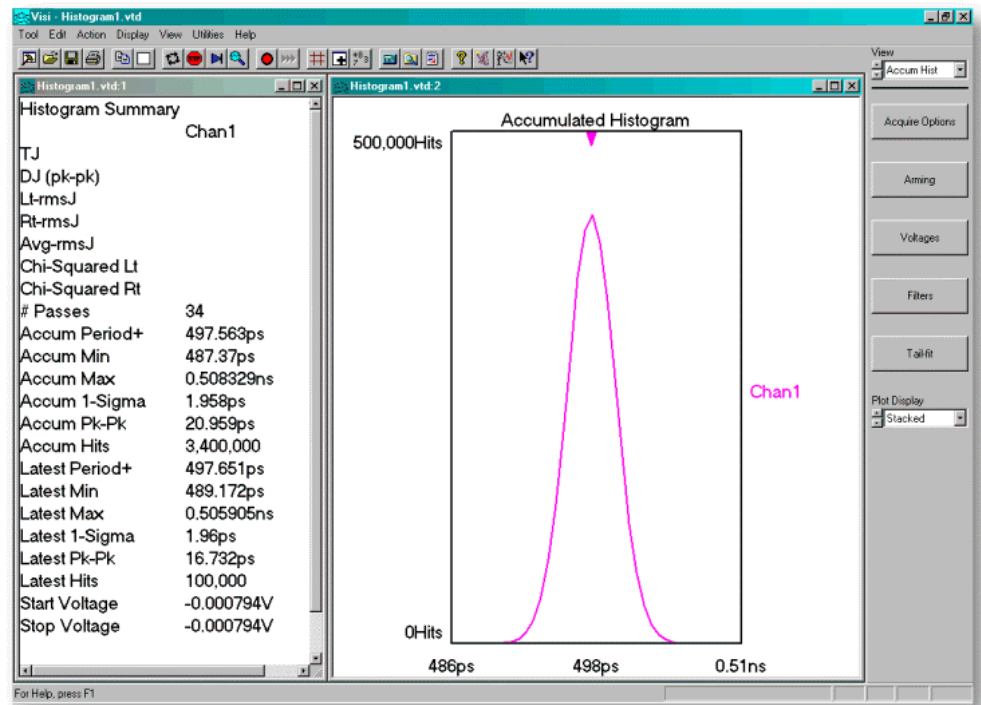 Visi - Histogram1.vtd
Tool Edit Action Display View Utilities Help
View
Accum Hist
Histogram1.vtd:1
Histogram Summary
Chan1
TJ
DJ (pk-pk)
Lt-rmsJ
Rt-rmsJ
Avg-rmsJ
Chi-Squared Lt
Chi-Squared Rt
# Passes 34
Accum Period+ 497.563ps
Accum Min 487.37ps
Accum Max 0.508329ns
Accum 1-Sigma 1.958ps
Accum Pk-Pk 20.959ps
Accum Hits 3,400,000
Latest Period+ 497.651ps
Latest Min 489.172ps
Latest Max 0.505905ns
Latest 1-Sigma 1.96ps
Latest Pk-Pk 16.732ps
Latest Hits 100,000
Start Voltage -0.000794V
Stop Voltage -0.000794V
Histogram1.vtd:2
Accumulated Histogram
500,000Hits
Chan1
0Hits
486ps 498ps 0.51ns
Acquire Options
Arming
Voltages
Filters
Tail-fit
Plot Display
Stacked
For Help, press F1